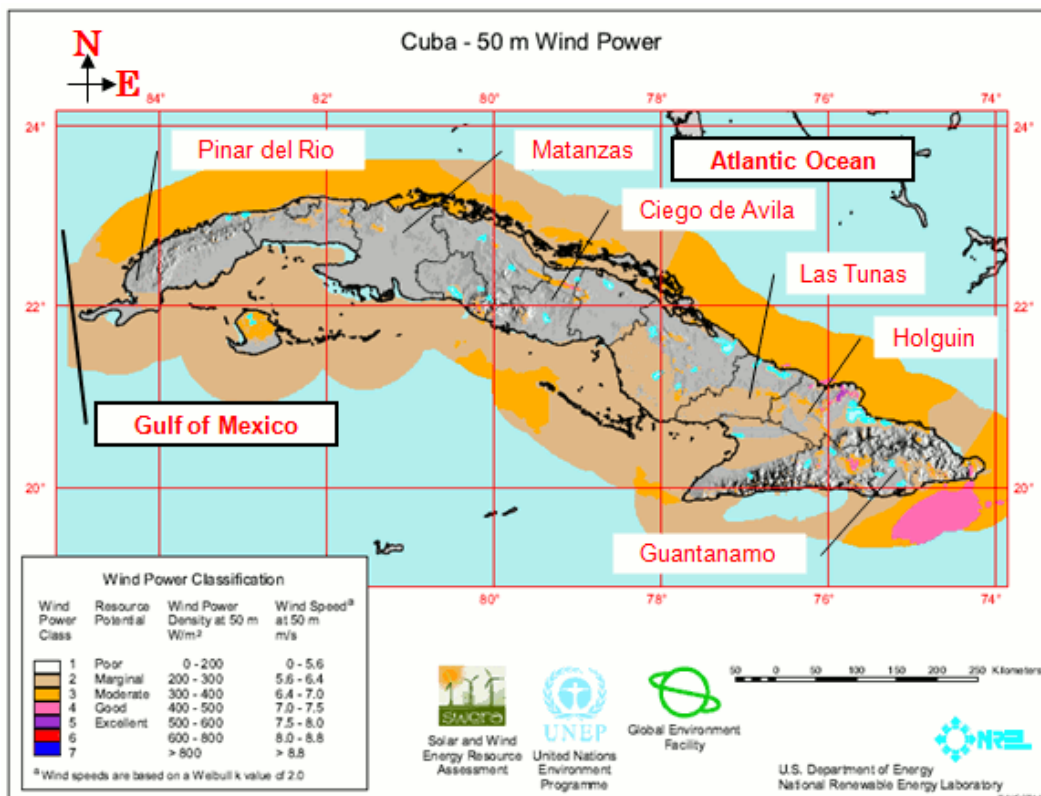 Cuba - 50 m Wind Power
N
E
84° 82° 80° 78° 76° 74°
24° 24°
Pinar del Rio
Matanzas
Atlantic Ocean
Ciego de Avila
Las Tunas
22° 22°
Holguin
Gulf of Mexico
20° 20°
Guantanamo
80° 78° 76° 74°
Wind Power Classification
Wind Power Class Resource Potential Wind Power Density at 50 m W/m² Wind Speedª at 50 m m/s
1 Poor 0 - 200 0 - 5.6
2 Marginal 200 - 300 5.6 - 6.4
3 Moderate 300 - 400 6.4 - 7.0
4 Good 400 - 500 7.0 - 7.5
5 Excellent 500 - 600 7.5 - 8.0
6 600 - 800 8.0 - 8.8
7 > 800 > 8.8
ª Wind speeds are based on a Weibull k value of 2.0
swera
Solar and Wind
Energy Resource
Assessment
UNEP
United Nations
Environment
Programme
Global Environment
Facility
50 0 50 100 150 200 250 Kilometers
NREL
U.S. Department of Energy
National Renewable Energy Laboratory